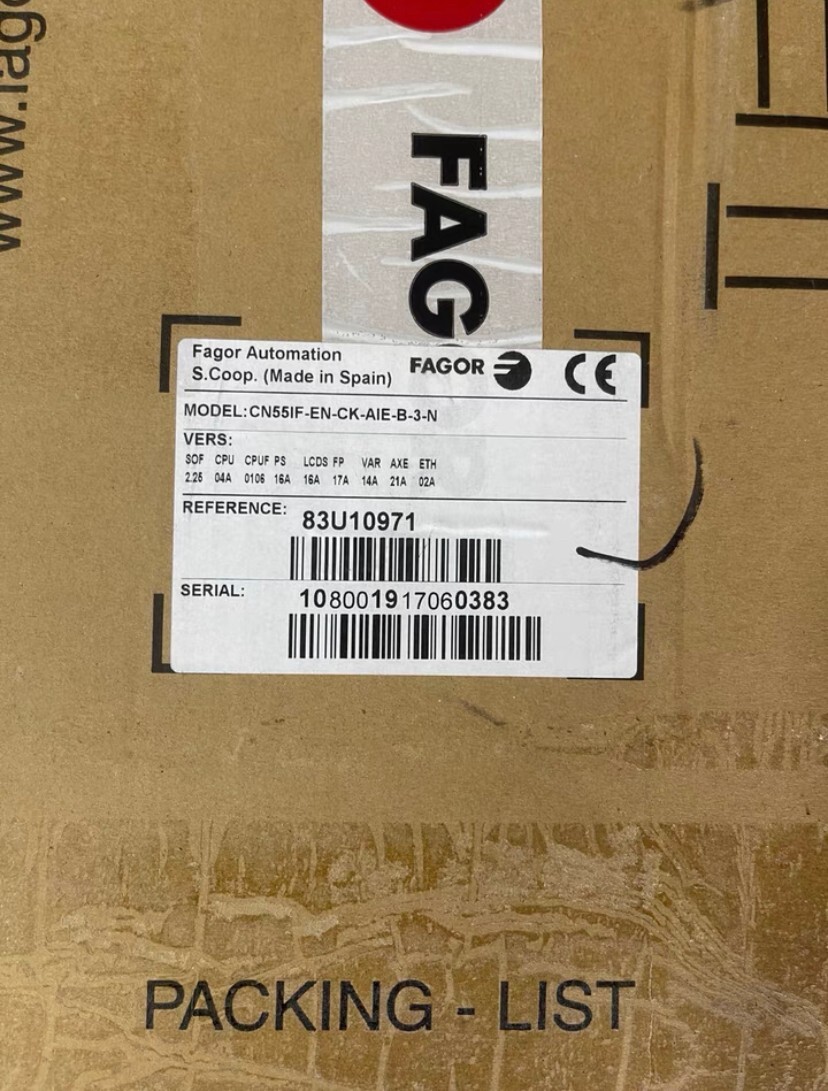 www.fago
FAG
Fagor Automation
S.Coop. (Made in Spain)
FAGOR
CE
MODEL:CN55IF-EN-CK-AIE-B-3-N
VERS:
SOF CPU CPUF PS LCDS FP VAR AXE ETH
2.25 04A 0106 16A 16A 17A 14A 21A 02A
REFERENCE: 83U10971
SERIAL: 108001917060383
PACKING - LIST